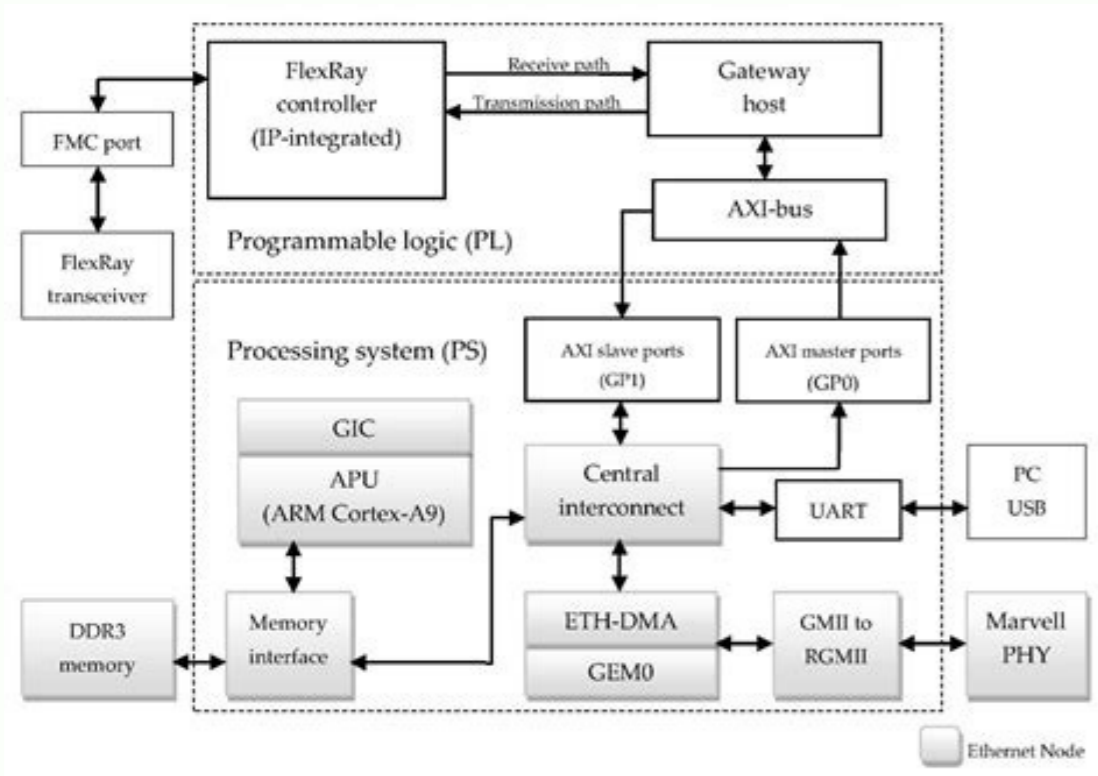 FlexRay
controller
(IP-integrated)
Receive path
Transmission path
Gateway
host
FMC port
AXI-bus
Programmable logic (PL)
FlexRay
transceiver
Processing system (PS)
AXI slave ports
(GP1)
AXI master ports
(GP0)
GIC
APU
(ARM Cortex-A9)
Central
interconnect
UART
PC
USB
DDR3
memory
Memory
interface
ETH-DMA
GEM0
GMII to
RGMII
Marvell
PHY
Ethernet Node